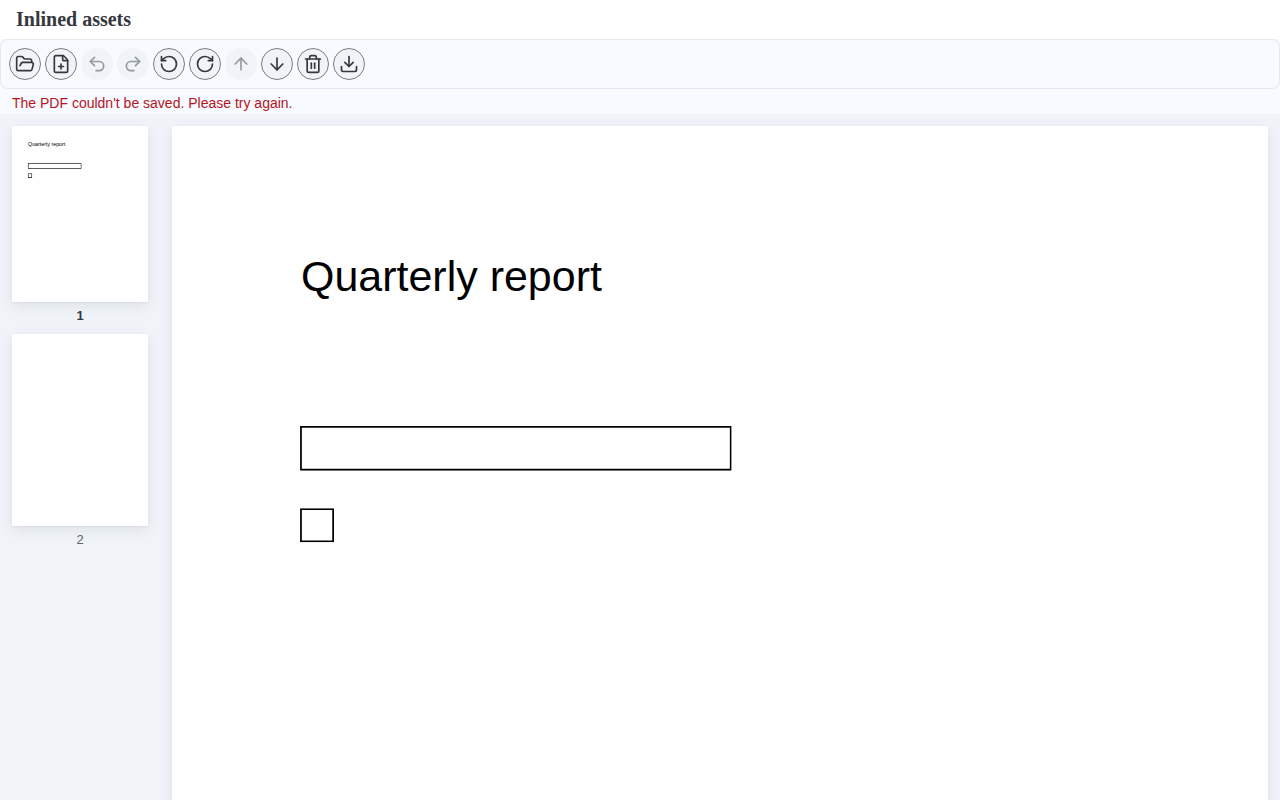 Inlined assets
The PDF couldn't be saved. Please try again.
Quarterly report
1
2
Quarterly report